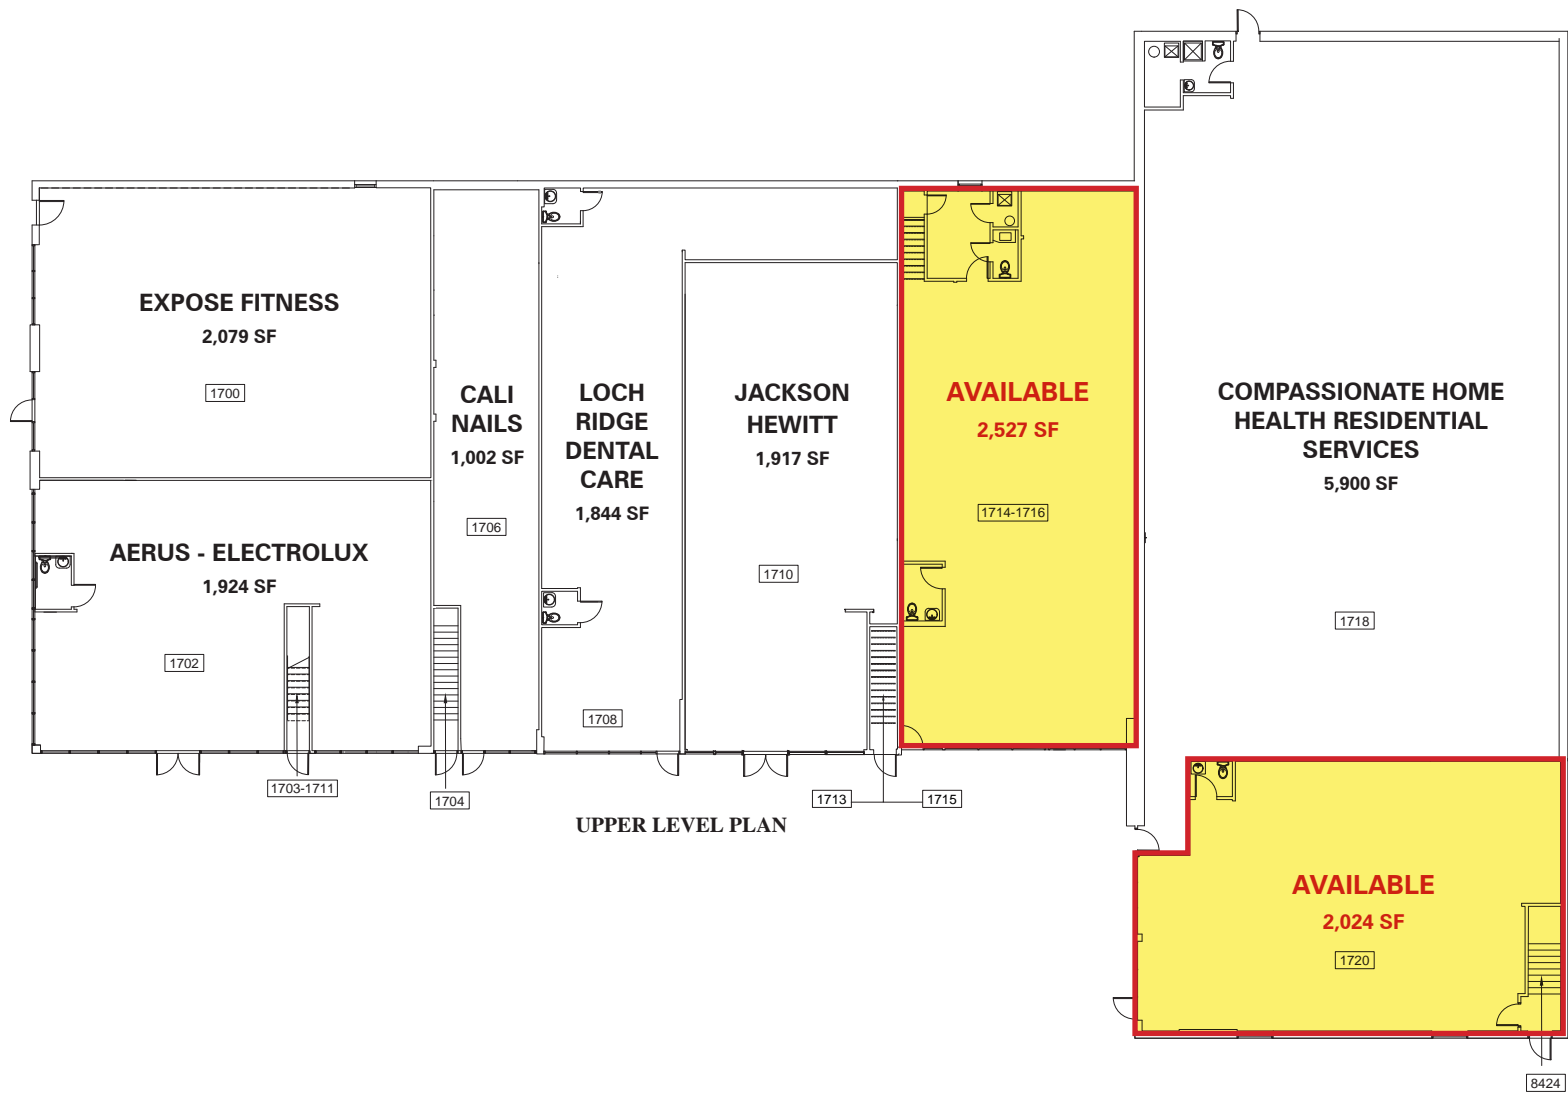 EXPOSE FITNESS
2,079 SF
1700
AERUS - ELECTROLUX
1,924 SF
1702
1703-1711
CALI
NAILS
1,002 SF
1706
1704
LOCH
RIDGE
DENTAL
CARE
1,844 SF
1708
JACKSON
HEWITT
1,917 SF
1710
1713
1715
AVAILABLE
2,527 SF
1714-1716
COMPASSIONATE HOME
HEALTH RESIDENTIAL
SERVICES
5,900 SF
1718
UPPER LEVEL PLAN
AVAILABLE
2,024 SF
1720
8424